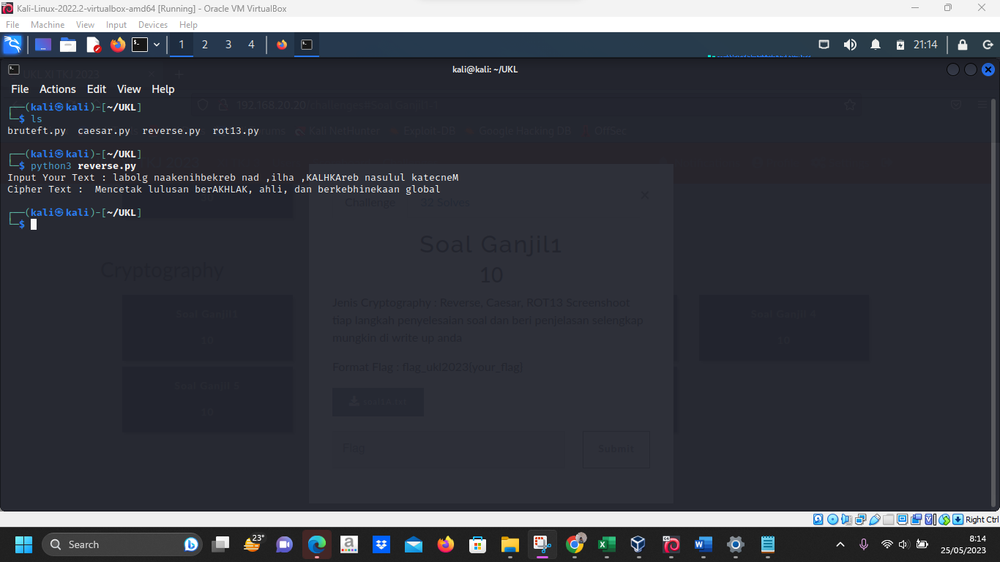 Kali-Linux-2022.2-virtualbox-amd64 [Running] - Oracle VM VirtualBox
File Machine View Input Devices Help
1 2 3 4 21:14
UKL XI TKJ 2023
kali@kali: ~/UKL
File Actions Edit View Help
192.168.20.20
┌──(kali㉿kali)-[~/UKL]
└─$ ls
bruteft.py caesar.py reverse.py rot13.py
Kali NetHunter Exploit-DB Google Hacking DB OffSec
┌──(kali㉿kali)-[~/UKL]
└─$ python3 reverse.py
Input Your Text : labolg naakenihbekreb nad ,ilha ,KALHKAreb nasulul katecneM
Cipher Text :  Mencetak lulusan berAKHLAK, ahli, dan berkebhinekaan global
┌──(kali㉿kali)-[~/UKL]
└─$
Challenge 32 Solves
Soal Ganjil1
10
Cryptography
Jenis Cryptography : Reverse, Caesar, ROT13 Screenshoot
tiap langkah penyelesaian soal dan beri penjelasan selengkap
mungkin di write up anda
Format Flag : flag_ukl2023{your_flag}
Soal Ganjil1
10
Soal Ganjil 4
10
Soal Ganjil 3
10
Flag
Submit
Right Ctrl
Search
23°
8:14
25/05/2023